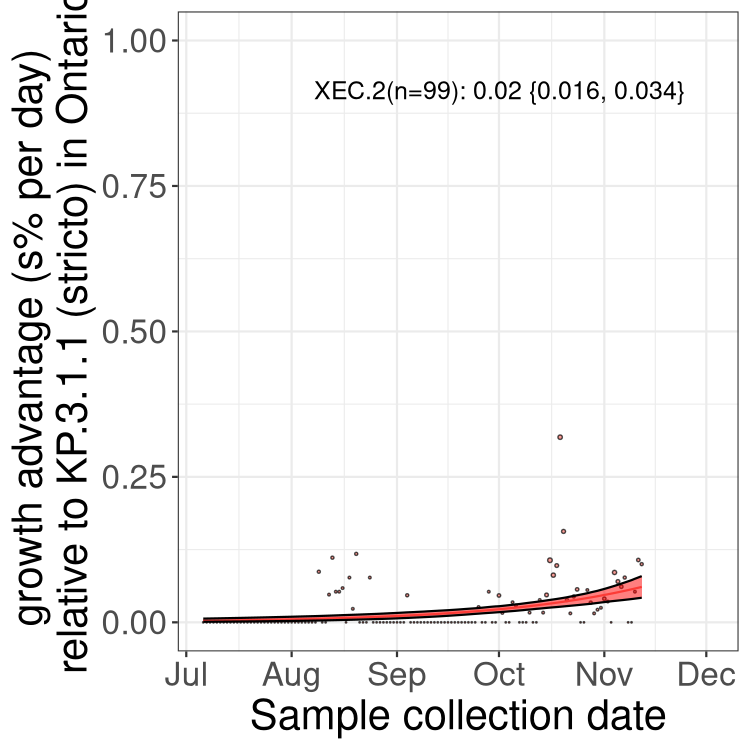 growth advantage (s% per day)
relative to KP.3.1.1 (stricto) in Ontario
1.00
XEC.2(n=99): 0.02 {0.016, 0.034}
0.75
0.50
0.25
0.00
Jul Aug Sep Oct Nov Dec
Sample collection date